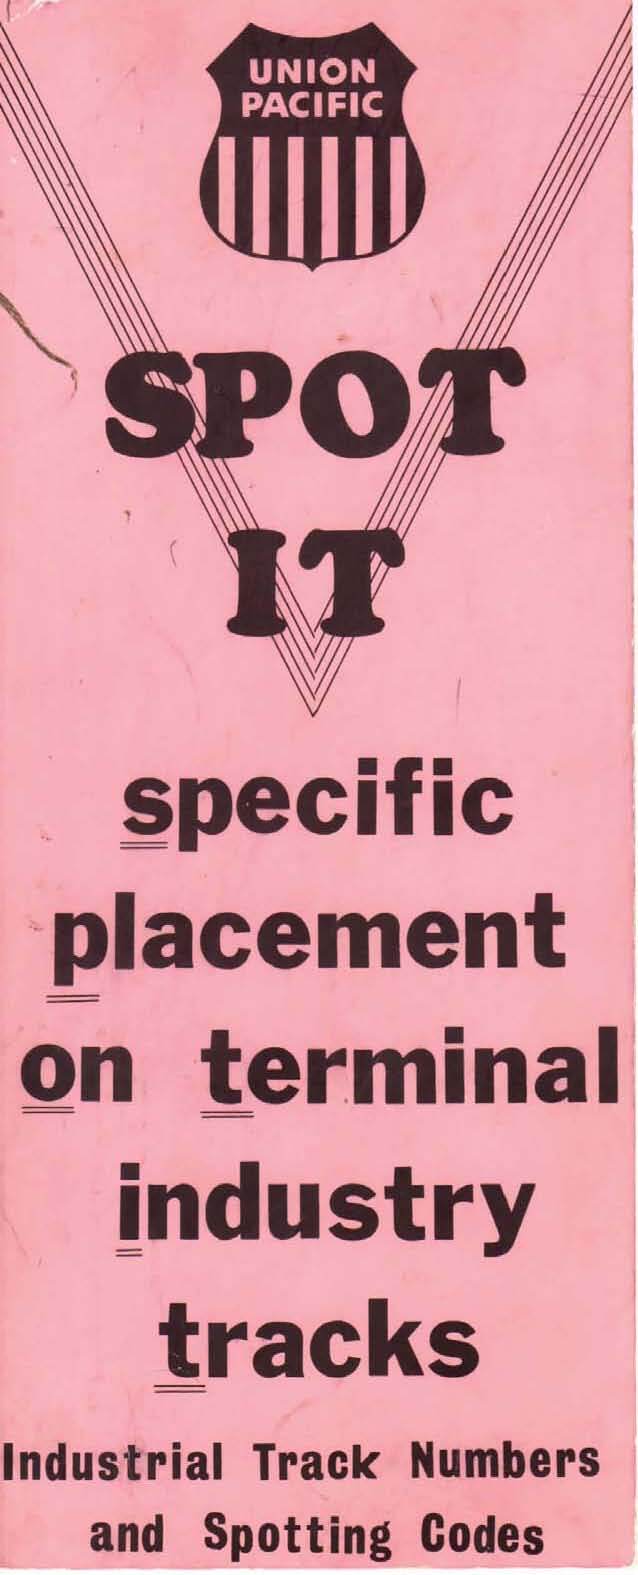 UNION
PACIFIC
SPOT
IT
specific
placement
on terminal
industry
tracks
Industrial Track Numbers
and Spotting Codes